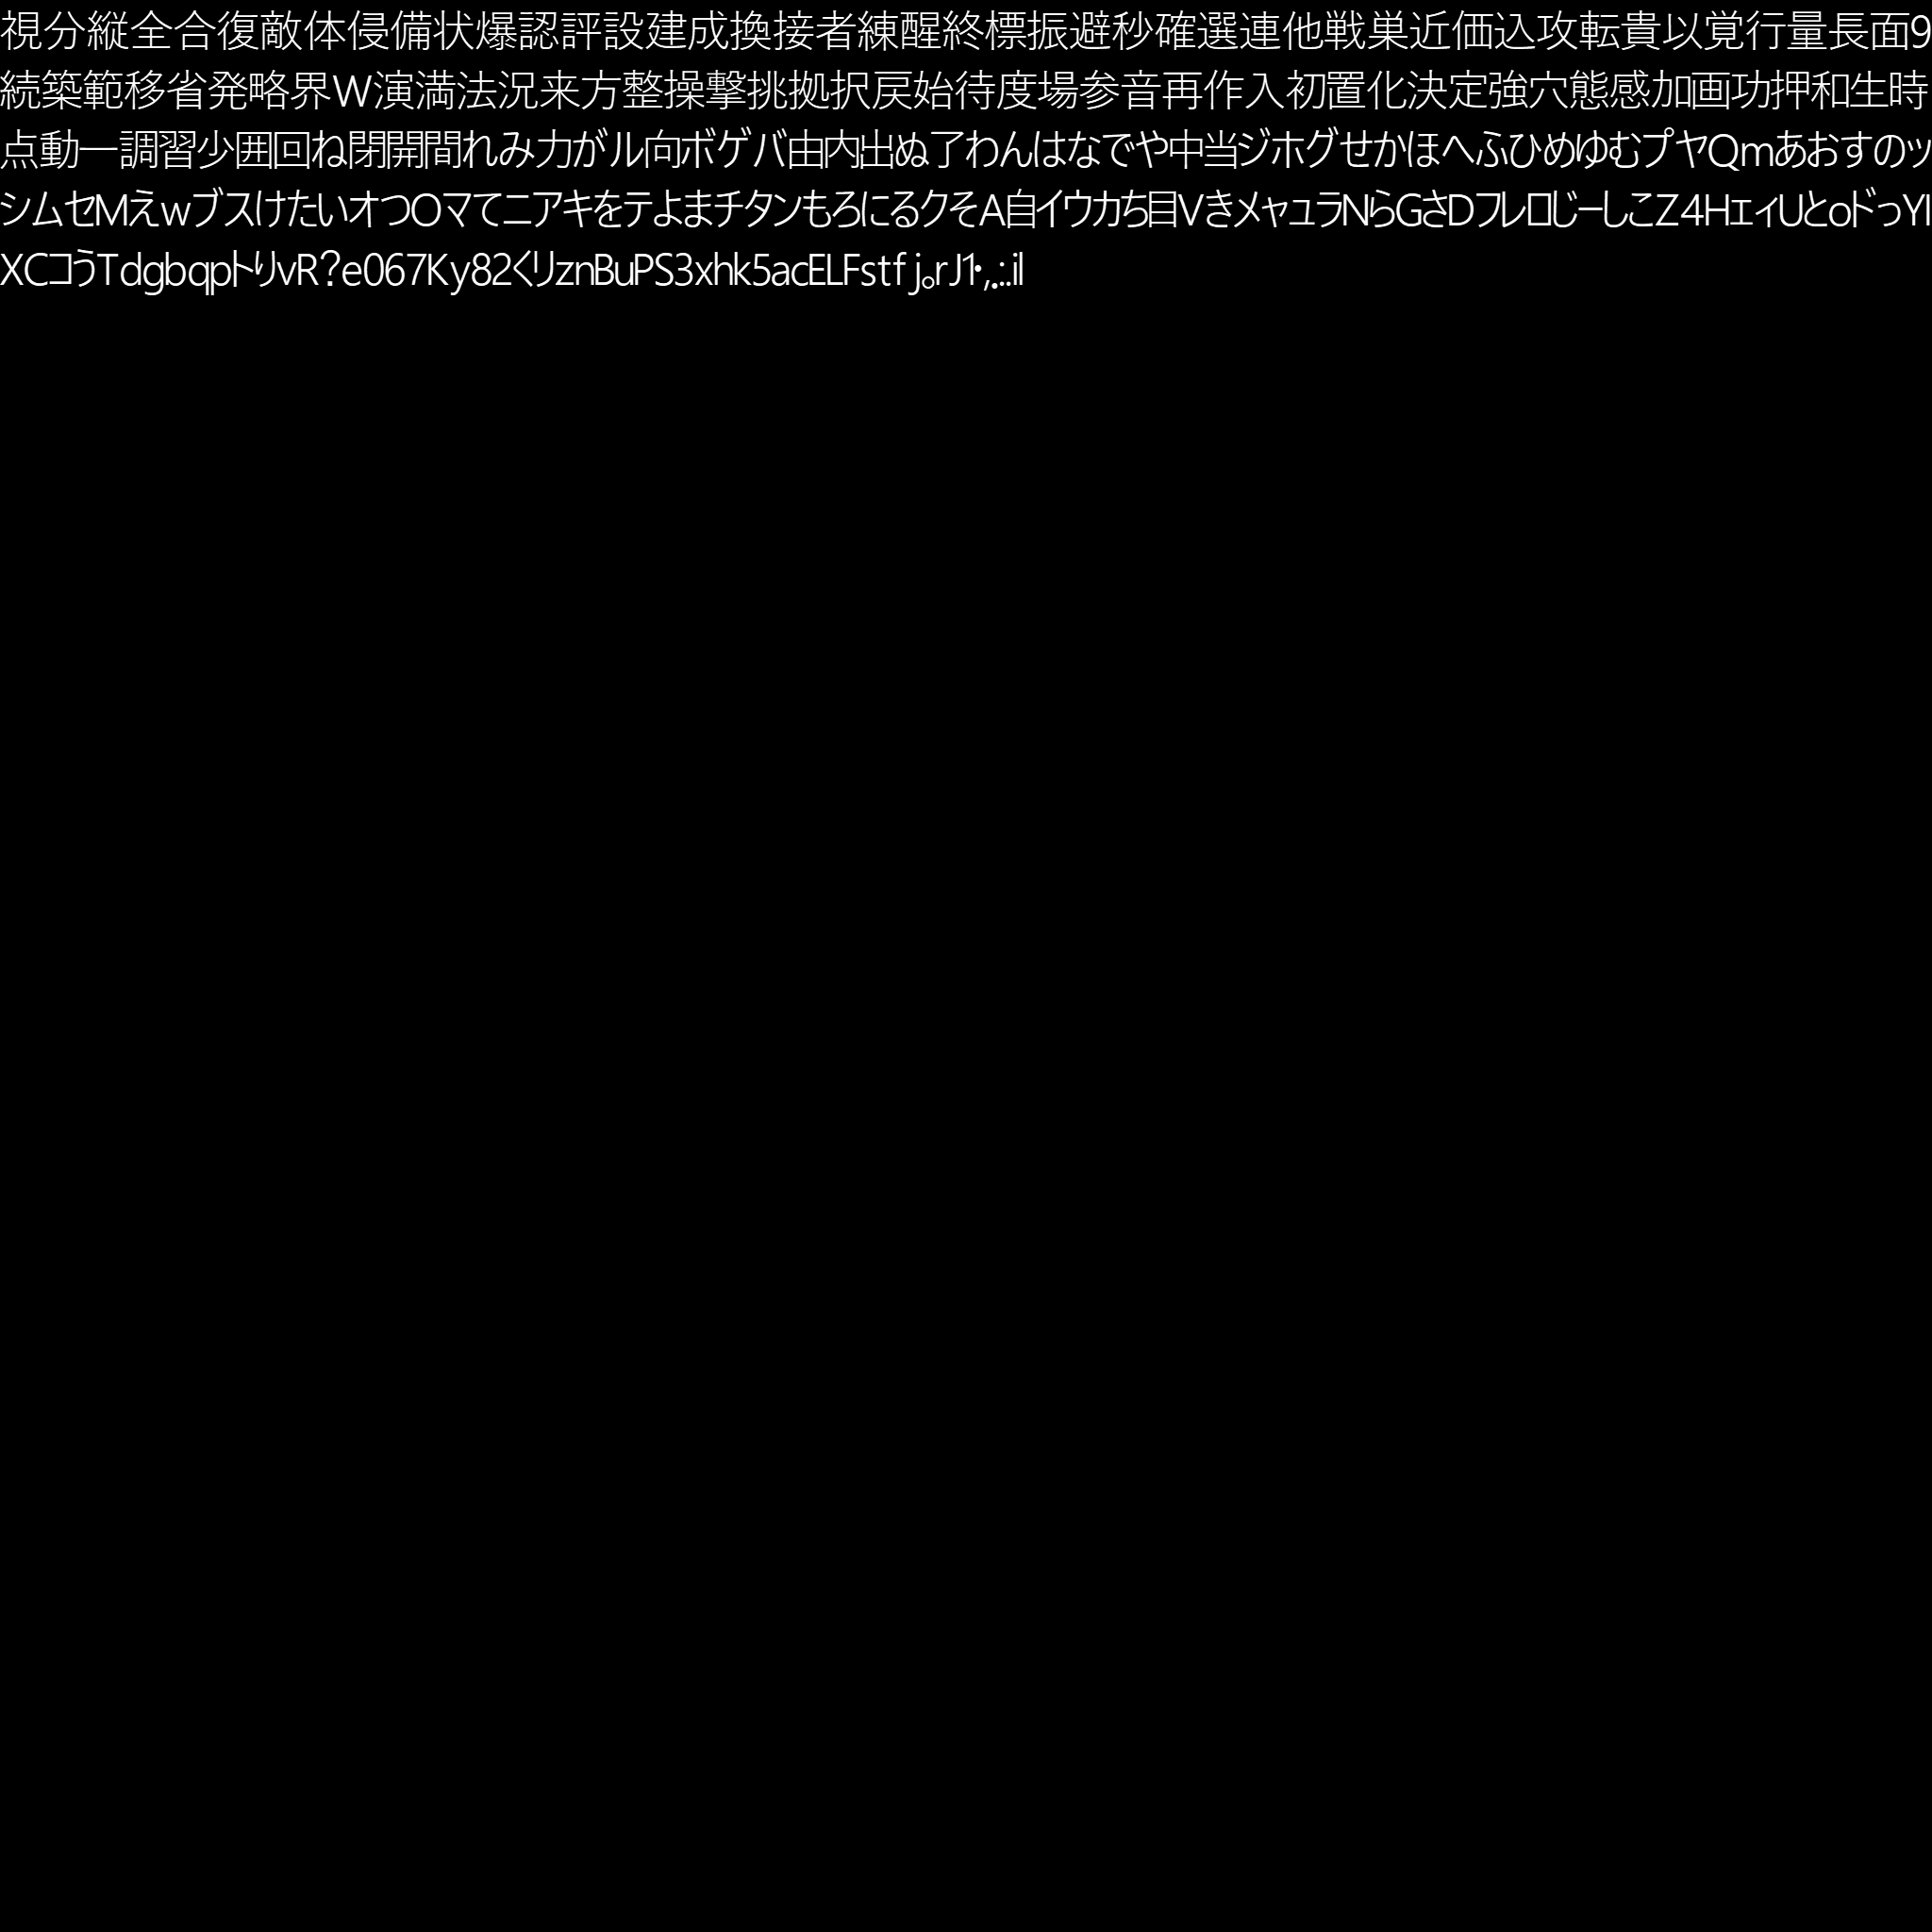 視分縦全合復敵体侵備状爆認評設建成換接者練醒終標振避秒確選連他戦巣近価込攻転貴以覚行量長面9
続築範移省発略界W演満法況来方整操撃挑拠択戻始待度場参音再作入初置化決定強穴態感加画功押和生時
点動一調習少囲回ね閉開間れみ力がル向ボゲバ由内出ぬ了わんはなでや中当ジホグせかほへふひめゆむプヤQmあおすのッ
シムセMえwブスけたいオつOマてニアキをテよまチタンもろにるクそA自イウカち目VきメャュラNらGさDフレロじーしこZ4HェィUとoドっYI
XCコうTdgbqpトりvR?e067Ky82くリznBuPS3xhk5acELFstfj。rJ1・,.:.il